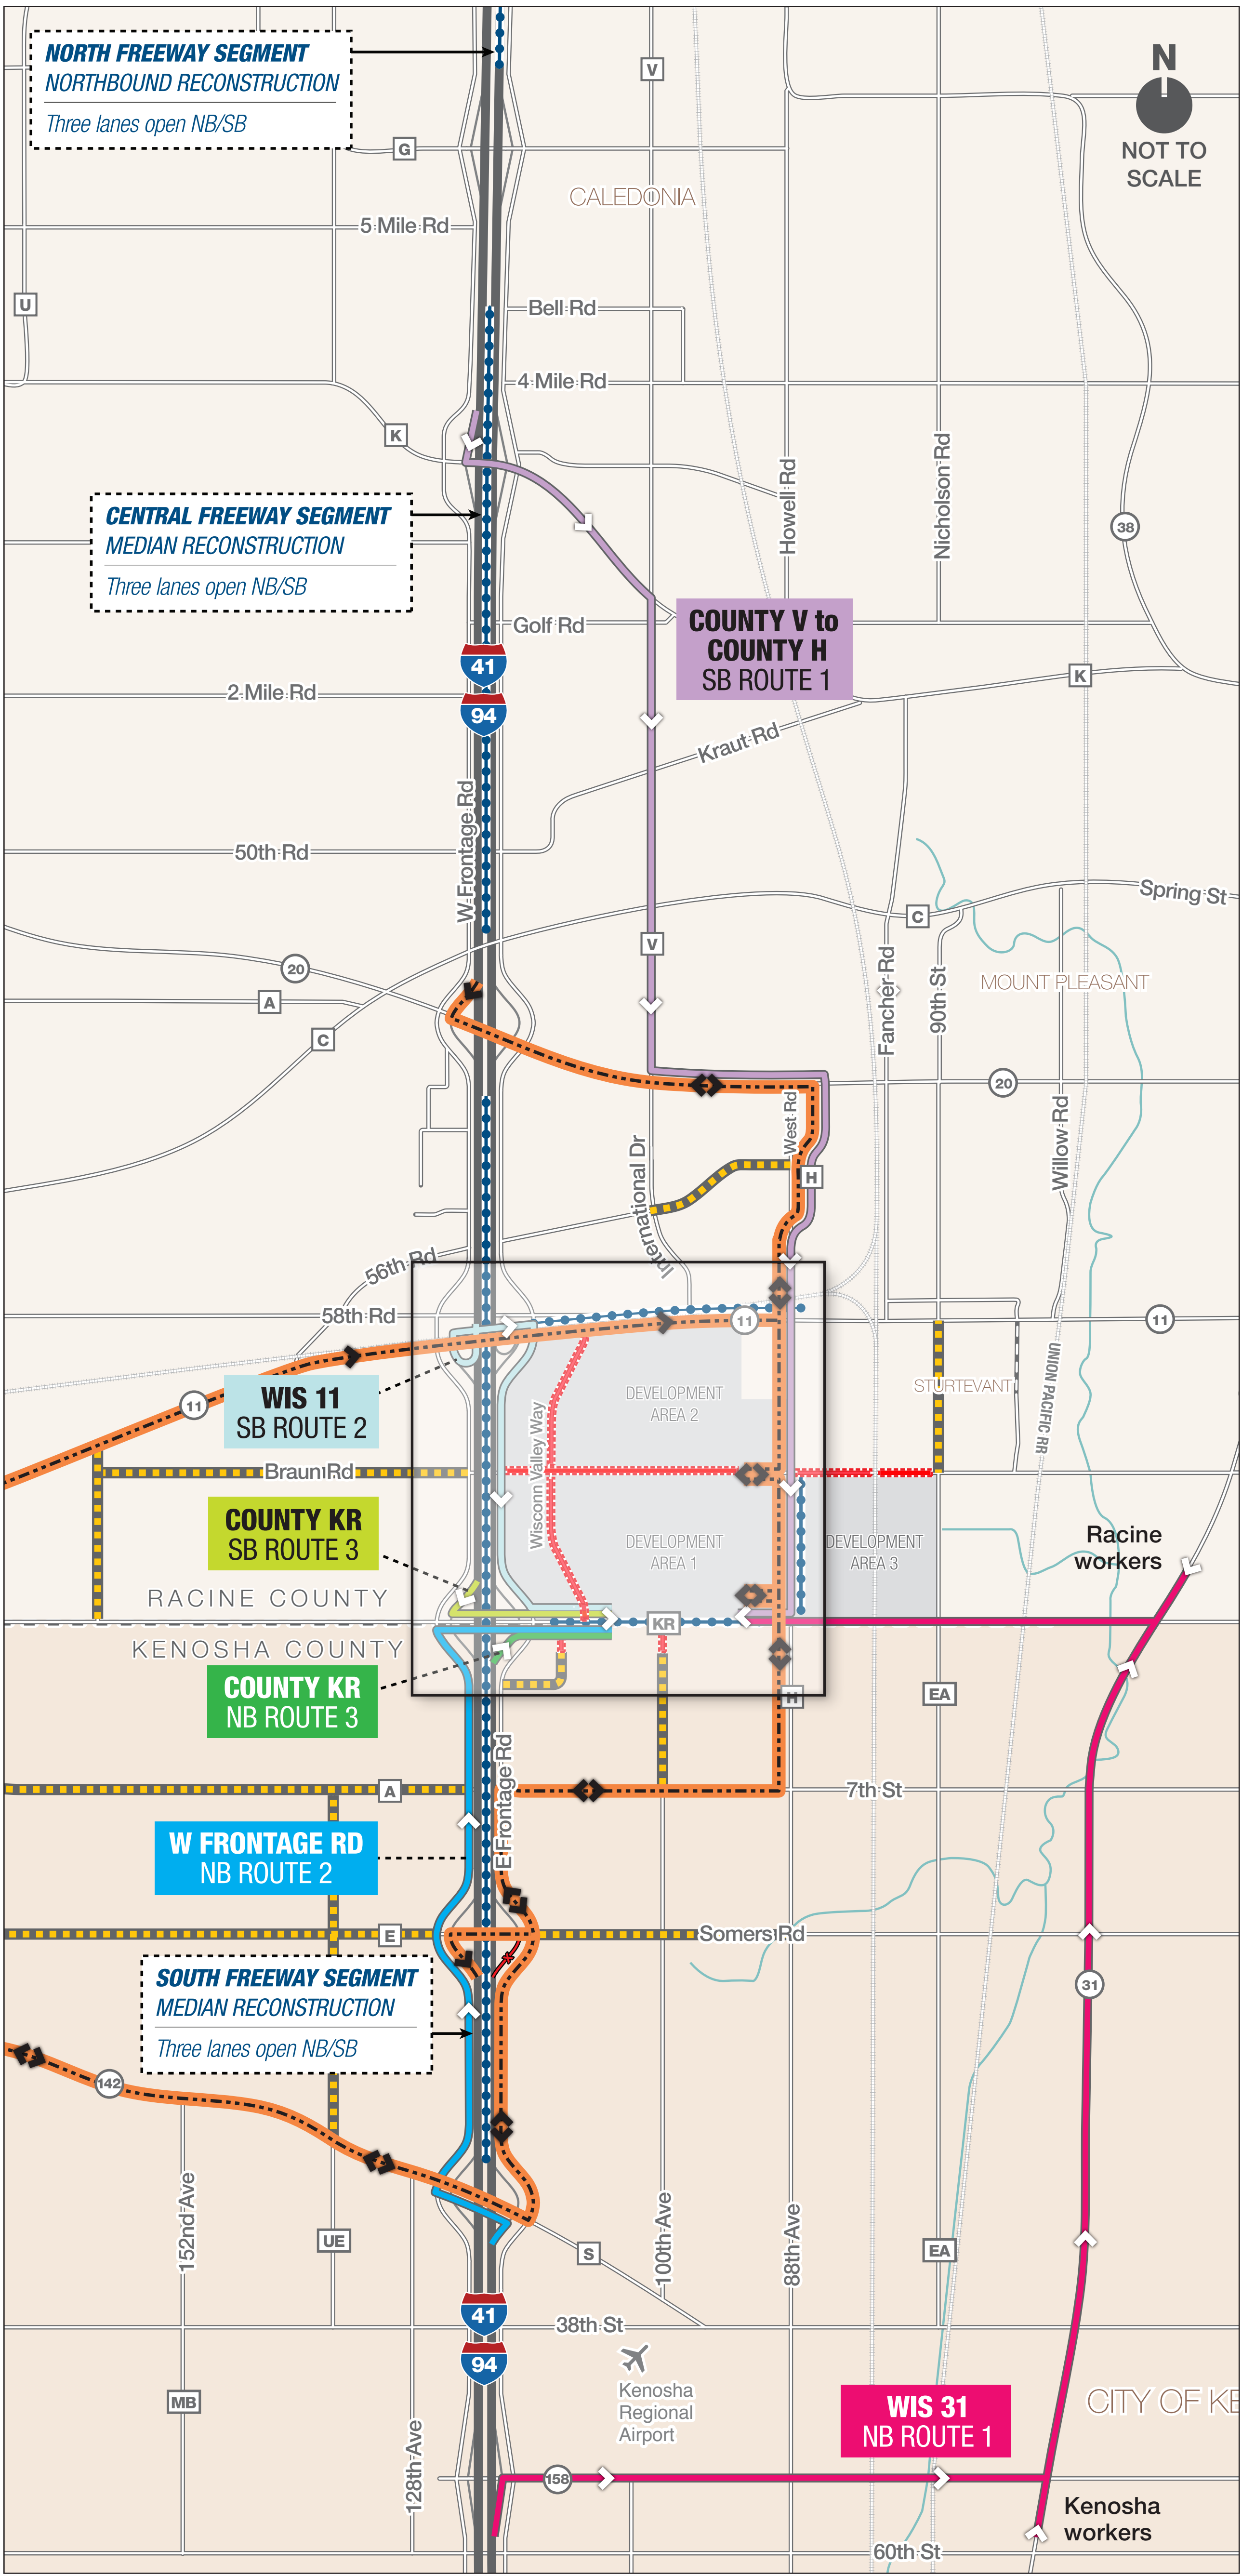 NORTH FREEWAY SEGMENT
NORTHBOUND RECONSTRUCTION
Three lanes open NB/SB
V
N
NOT TO
SCALE
G
CALEDONIA
5 Mile Rd
U
Bell Rd
4 Mile Rd
K
CENTRAL FREEWAY SEGMENT
MEDIAN RECONSTRUCTION
Three lanes open NB/SB
Howell Rd
Nicholson Rd
38
Golf Rd
COUNTY V to
COUNTY H
SB ROUTE 1
41
94
2 Mile Rd
K
Kraut Rd
W Frontage Rd
50th Rd
Spring St
C
20
V
A
C
Fancher Rd
90th St
MOUNT PLEASANT
20
West Rd
Willow Rd
International Dr
H
56th Rd
58th Rd
11
11
11
WIS 11
SB ROUTE 2
DEVELOPMENT
AREA 2
STURTEVANT
UNION PACIFIC RR
Wisconn Valley Way
Braun Rd
COUNTY KR
SB ROUTE 3
DEVELOPMENT
AREA 1
DEVELOPMENT
AREA 3
Racine
workers
RACINE COUNTY
KR
KENOSHA COUNTY
COUNTY KR
NB ROUTE 3
H
EA
E Frontage Rd
A
7th St
W FRONTAGE RD
NB ROUTE 2
E
Somers Rd
SOUTH FREEWAY SEGMENT
MEDIAN RECONSTRUCTION
Three lanes open NB/SB
31
142
152nd Ave
UE
S
100th Ave
88th Ave
EA
41
94
38th St
Kenosha
Regional
Airport
MB
128th Ave
WIS 31
NB ROUTE 1
CITY OF KE
158
Kenosha
workers
60th St